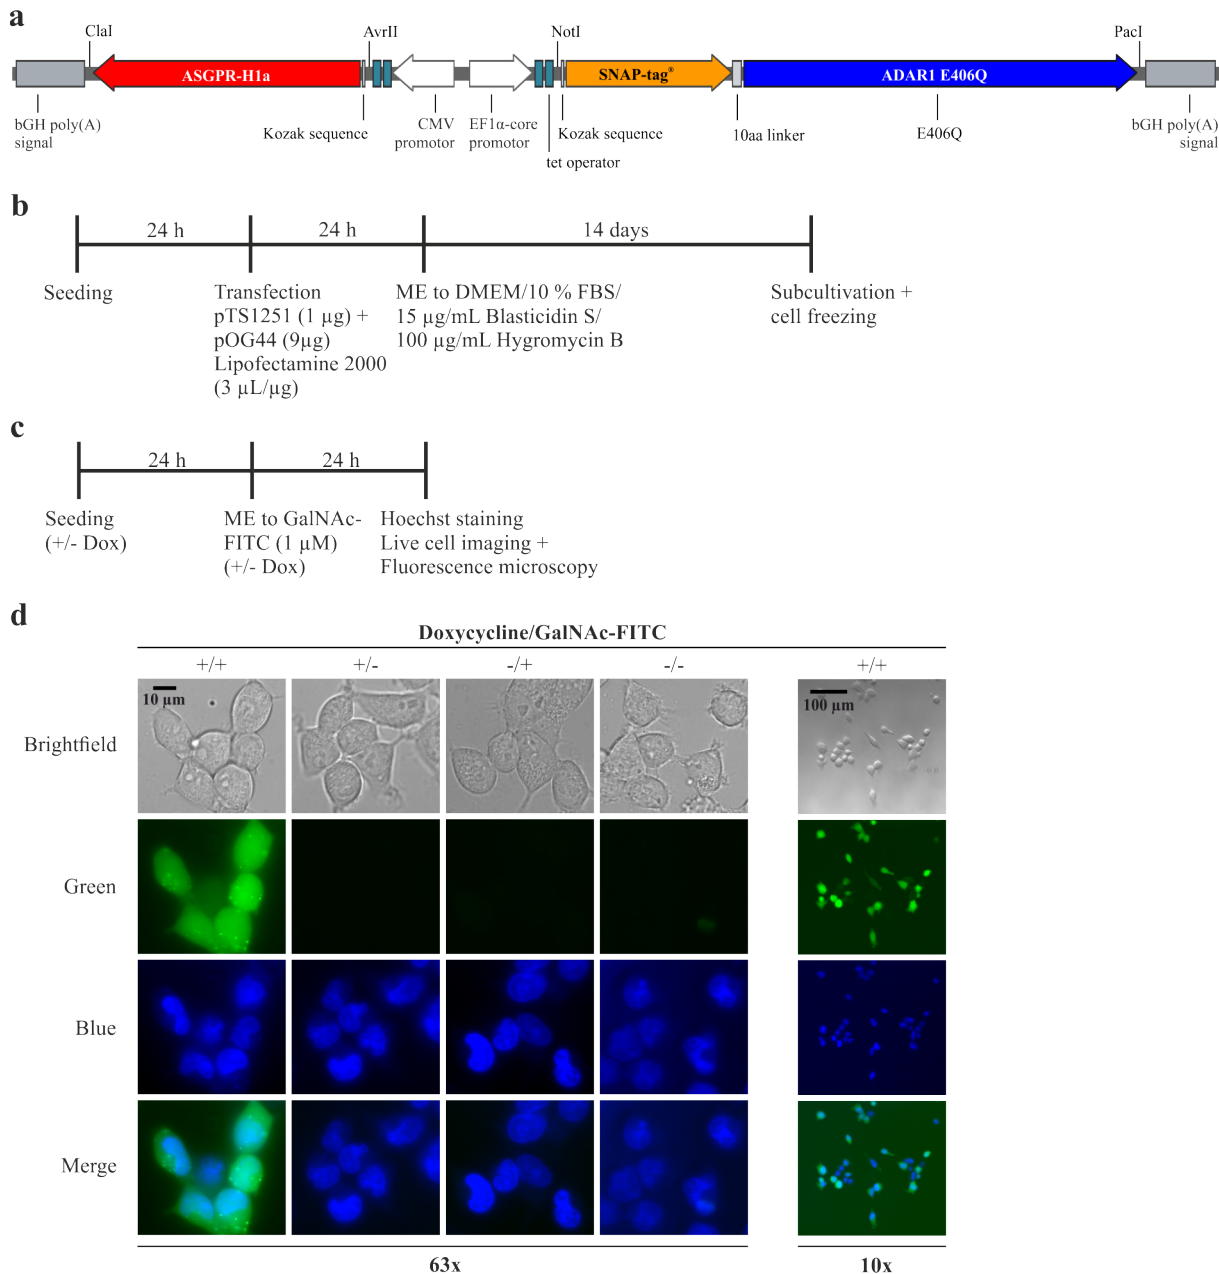 a
ClaI
AvrII
NotI
PacI
ASGPR-H1a
SNAP-tag®
ADAR1 E406Q
bGH poly(A)
signal
Kozak sequence
CMV
promotor
EF1α-core
promotor
tet operator
Kozak sequence
10aa linker
E406Q
bGH poly(A)
signal
b
24 h
24 h
14 days
Seeding
Transfection
pTS1251 (1 µg) +
pOG44 (9µg)
Lipofectamine 2000
(3 µL/µg)
ME to DMEM/10 % FBS/
15 µg/mL Blasticidin S/
100 µg/mL Hygromycin B
Subcultivation +
cell freezing
c
24 h
24 h
Seeding
(+/- Dox)
ME to GalNAc-
FITC (1 µM)
(+/- Dox)
Hoechst staining
Live cell imaging +
Fluorescence microscopy
d
Doxycycline/GalNAc-FITC
+/+
+/-
-/+
-/-
+/+
10 µm
100 µm
Brightfield
Green
Blue
Merge
63x
10x